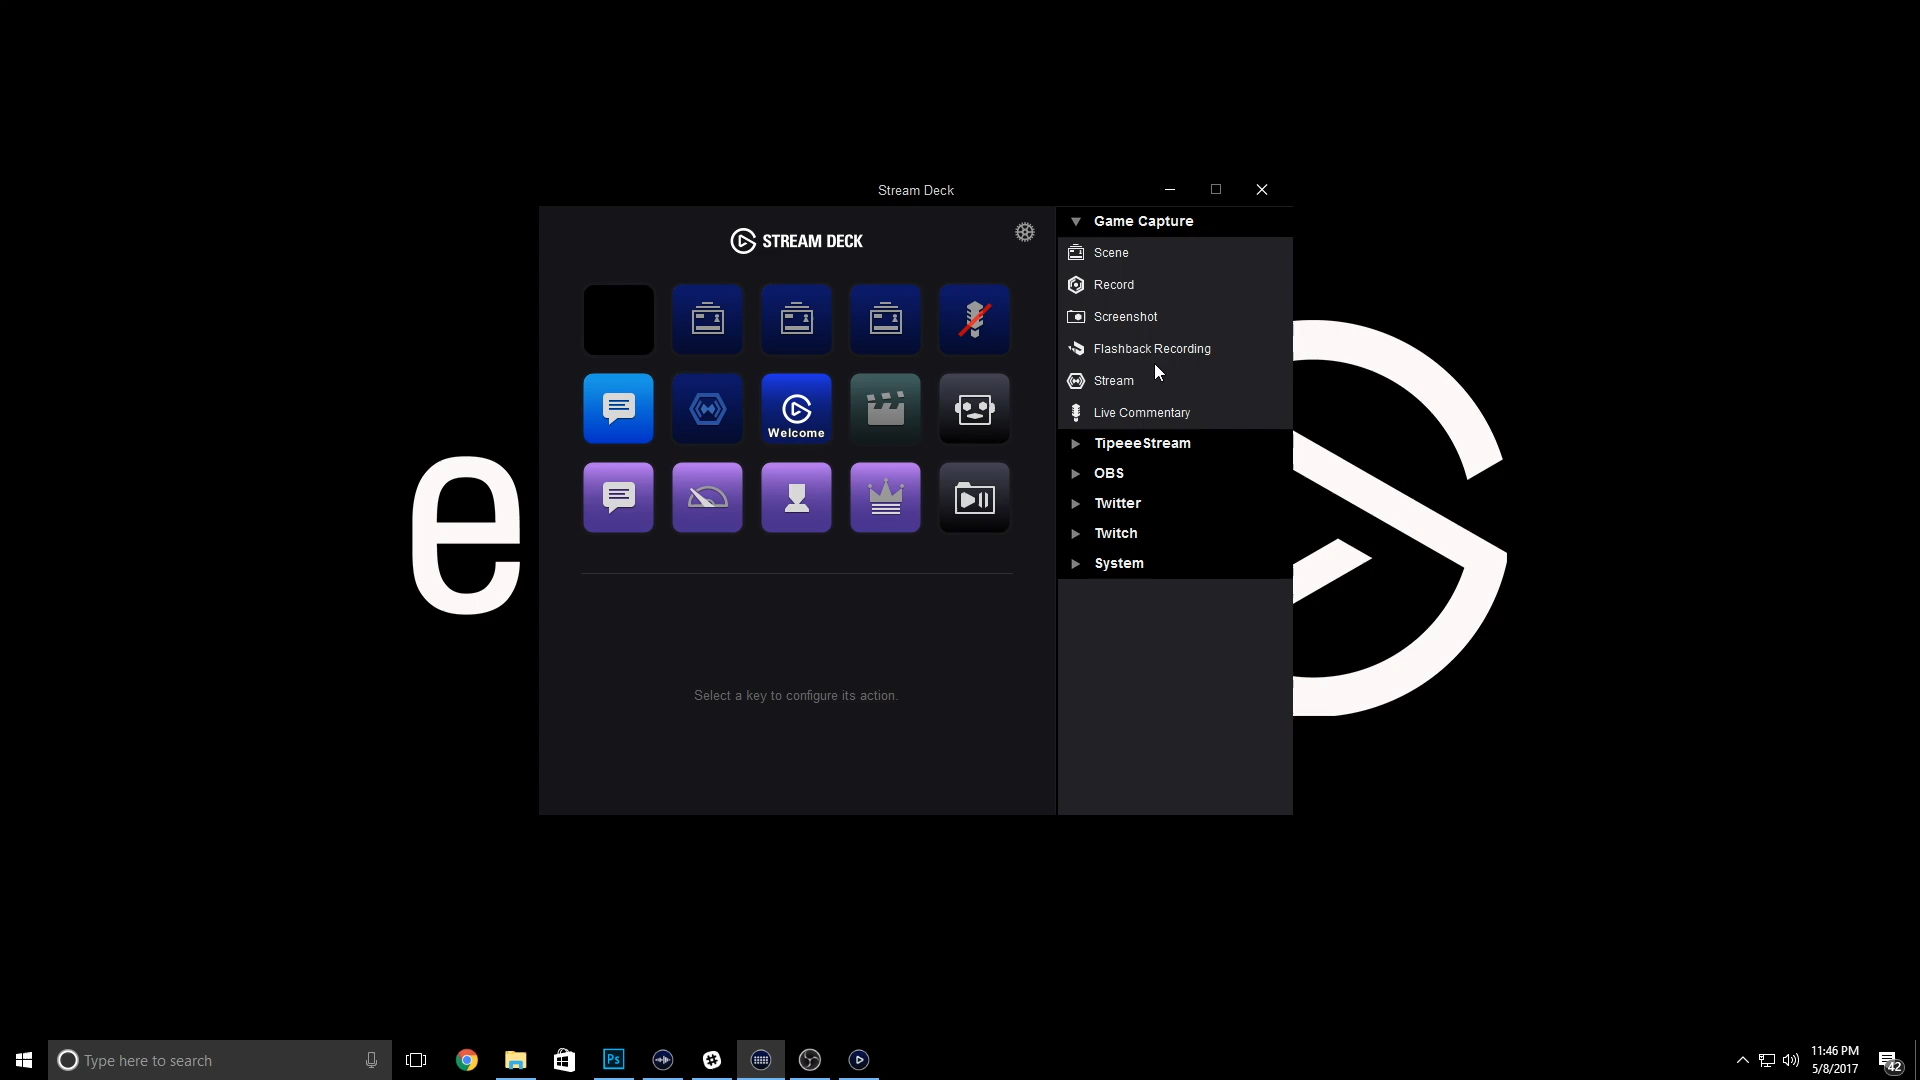 Stream Deck
STREAM DECK
Welcome
Select a key to configure its action.
Game Capture
Scene
Record
Screenshot
Flashback Recording
Stream
Live Commentary
TipeeeStream
OBS
Twitter
Twitch
System
e
Type here to search
Ps
11:46 PM
5/8/2017
42